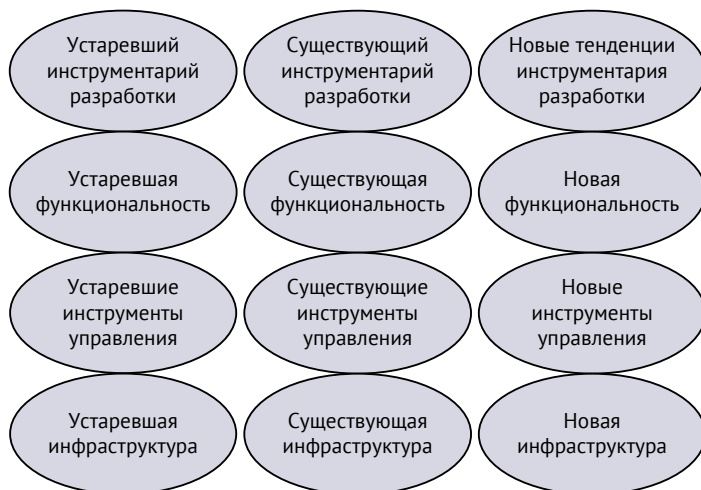 Устаревший
инструментарий
разработки
Существующий
инструментарий
разработки
Новые тенденции
инструментария
разработки
Устаревшая
функциональность
Существующая
функциональность
Новая
функциональность
Устаревшие
инструменты
управления
Существующие
инструменты
управления
Новые
инструменты
управления
Устаревшая
инфраструктура
Существующая
инфраструктура
Новая
инфраструктура